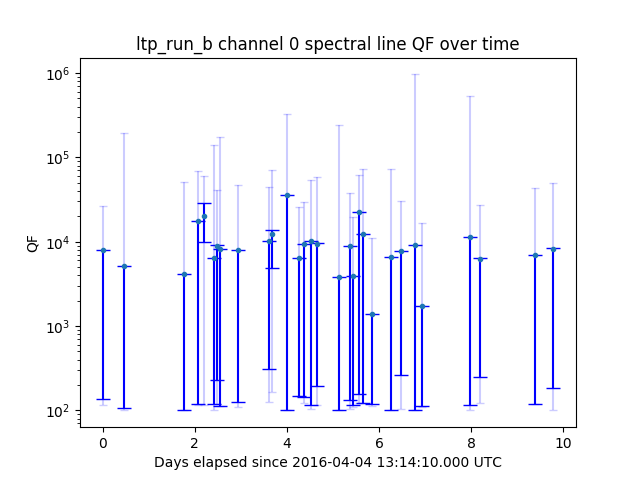 ltp_run_b channel 0 spectral line QF over time
QF
10^6
10^5
10^4
10^3
10^2
0 2 4 6 8 10
Days elapsed since 2016-04-04 13:14:10.000 UTC